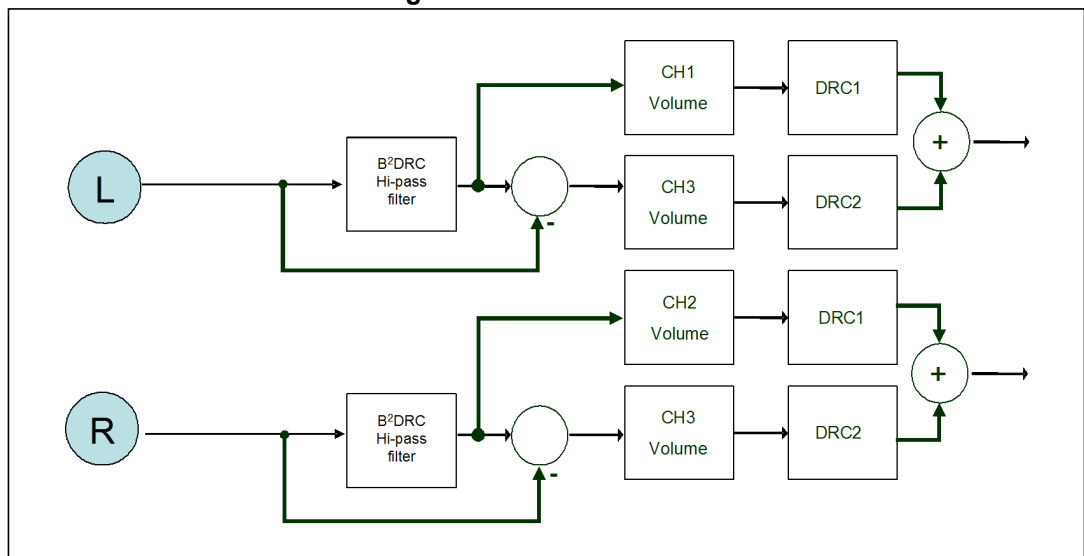 L
B²DRC
Hi-pass
filter
-
CH1
Volume
DRC1
CH3
Volume
DRC2
+
R
B²DRC
Hi-pass
filter
-
CH2
Volume
DRC1
CH3
Volume
DRC2
+